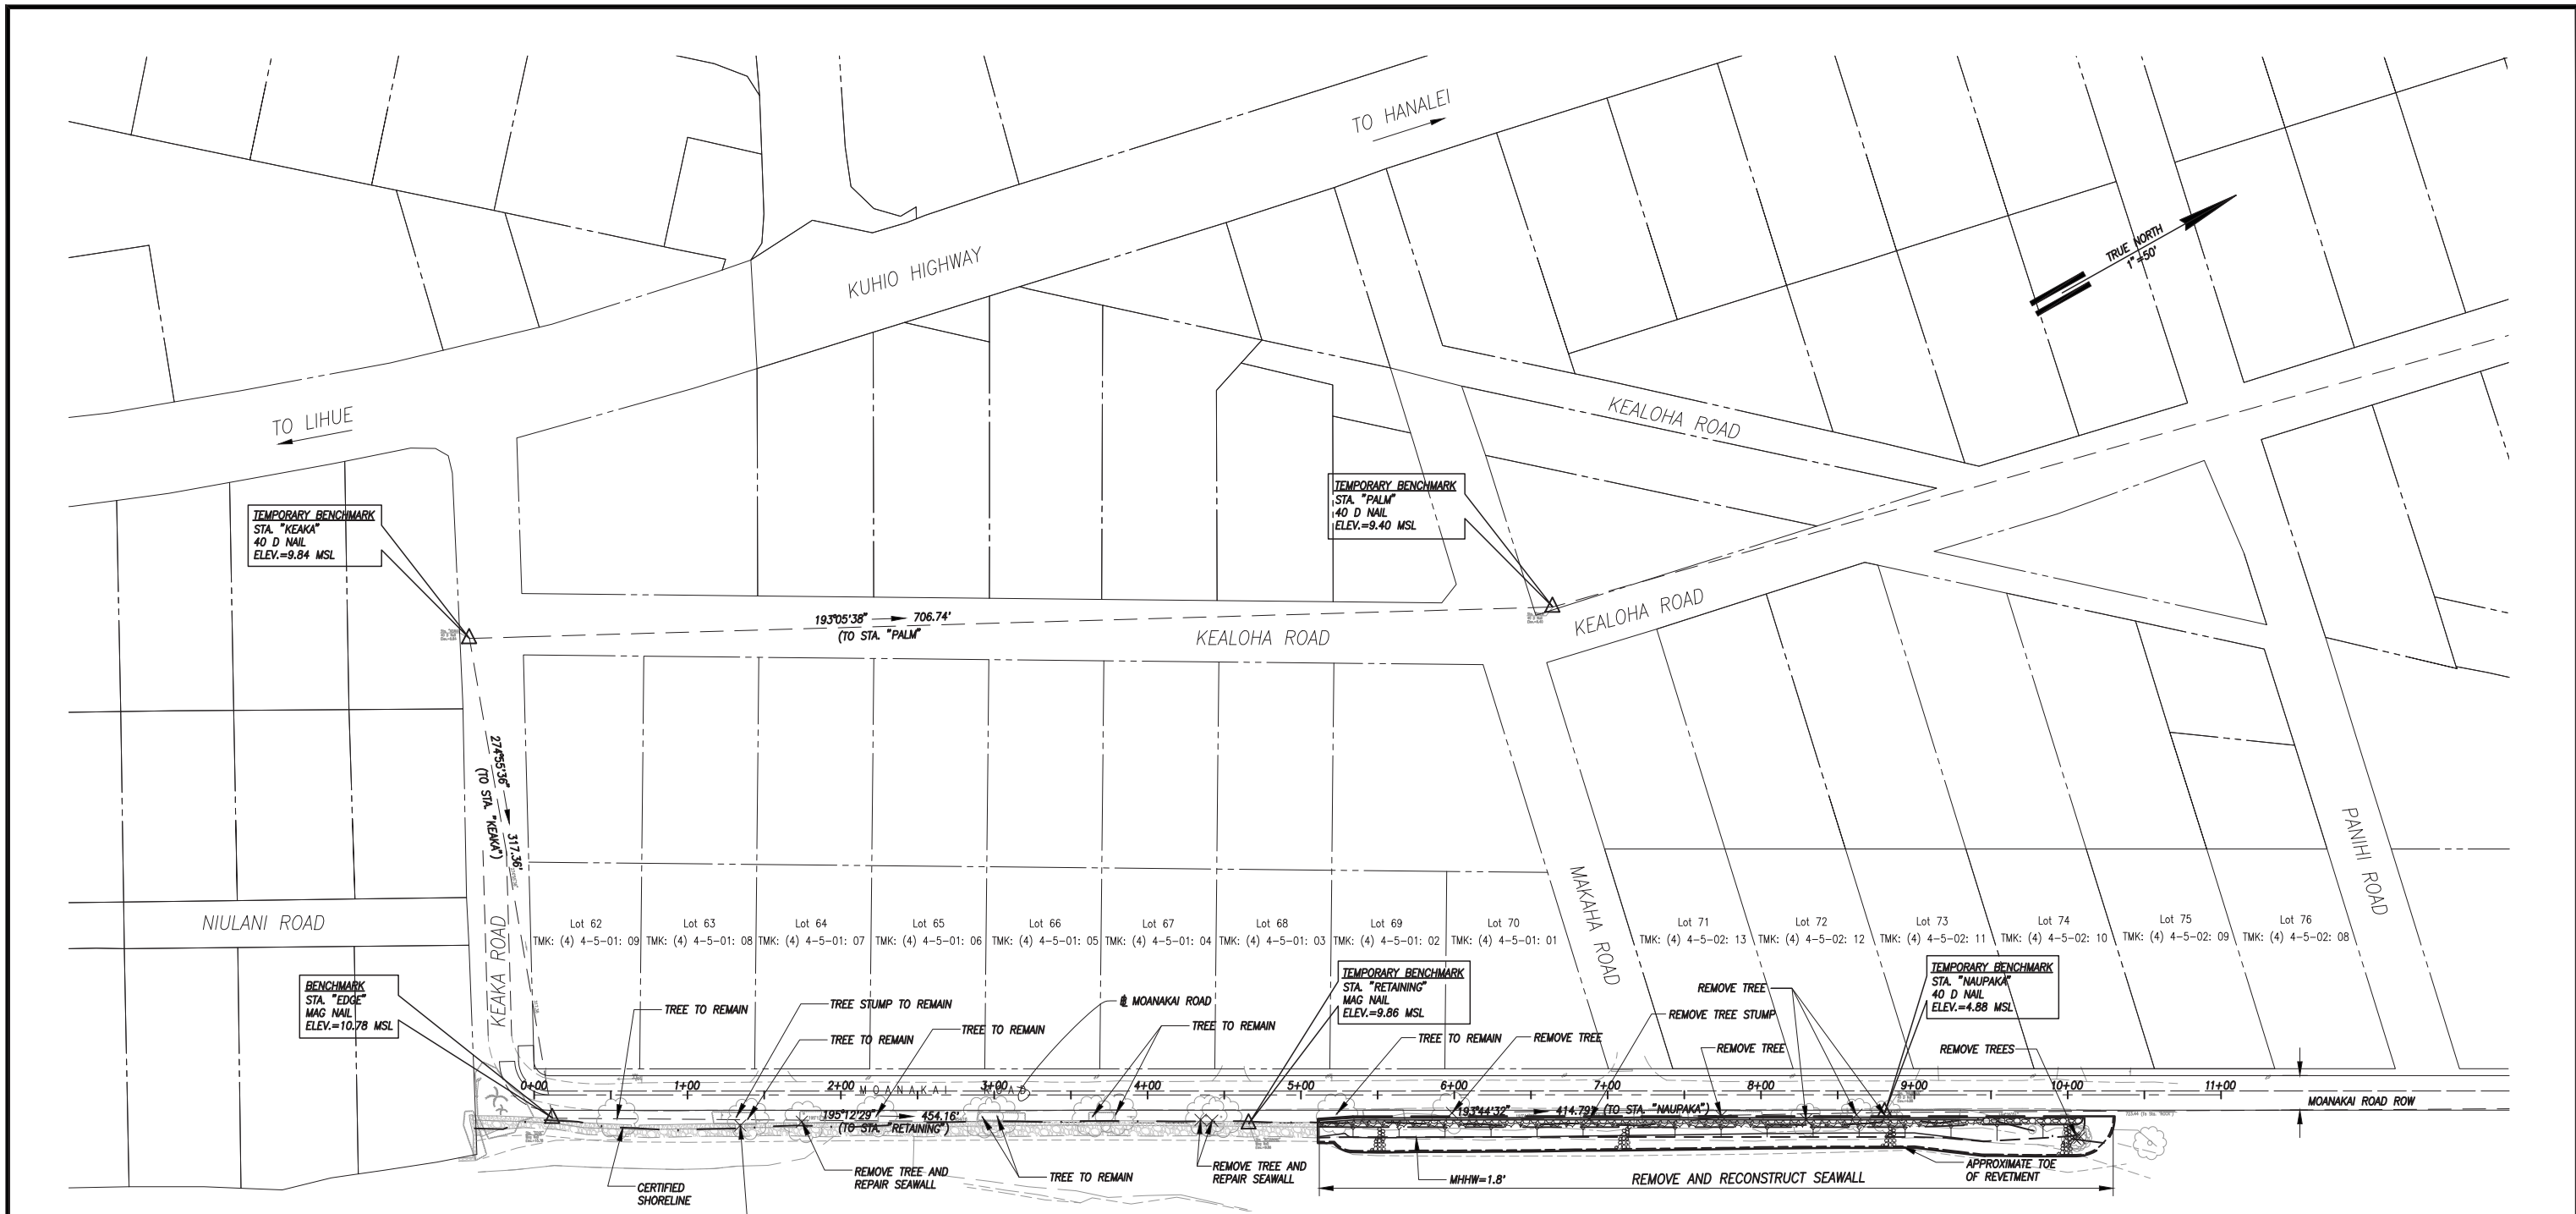 TO HANALEI
KUHIO HIGHWAY
TRUE NORTH
1"=50'
TO LIHUE
KEALOHA ROAD
TEMPORARY BENCHMARK
STA. "KEAKA"
40 D NAIL
ELEV.=9.84 MSL
TEMPORARY BENCHMARK
STA. "PALM"
40 D NAIL
ELEV.=9.40 MSL
193°05'38" 706.74'
(TO STA. "PALM"
KEALOHA ROAD
KEALOHA ROAD
274°55'36" 317.36'
(TO STA. "KEAKA")
NIULANI ROAD
KEAKA ROAD
MAKAHA ROAD
PANIHI ROAD
Lot 62
TMK: (4) 4-5-01: 09
Lot 63
TMK: (4) 4-5-01: 08
Lot 64
TMK: (4) 4-5-01: 07
Lot 65
TMK: (4) 4-5-01: 06
Lot 66
TMK: (4) 4-5-01: 05
Lot 67
TMK: (4) 4-5-01: 04
Lot 68
TMK: (4) 4-5-01: 03
Lot 69
TMK: (4) 4-5-01: 02
Lot 70
TMK: (4) 4-5-01: 01
Lot 71
TMK: (4) 4-5-02: 13
Lot 72
TMK: (4) 4-5-02: 12
Lot 73
TMK: (4) 4-5-02: 11
Lot 74
TMK: (4) 4-5-02: 10
Lot 75
TMK: (4) 4-5-02: 09
Lot 76
TMK: (4) 4-5-02: 08
BENCHMARK
STA. "EDGE"
MAG NAIL
ELEV.=10.78 MSL
TREE TO REMAIN
TREE STUMP TO REMAIN
TREE TO REMAIN
TREE TO REMAIN
MOANAKAI ROAD
TREE TO REMAIN
TEMPORARY BENCHMARK
STA. "RETAINING"
MAG NAIL
ELEV.=9.86 MSL
TREE TO REMAIN
REMOVE TREE
REMOVE TREE STUMP
REMOVE TREE
REMOVE TREE
TEMPORARY BENCHMARK
STA. "NAUPAKA"
40 D NAIL
ELEV.=4.88 MSL
REMOVE TREES
0+00 1+00 2+00 3+00 4+00 5+00 6+00 7+00 8+00 9+00 10+00 11+00
MOANAKAI ROAD
MOANAKAI ROAD ROW
195°12'29" 454.16'
(TO STA. "RETAINING")
193°44'32" 414.79' (TO STA. "NAUPAKA")
CERTIFIED
SHORELINE
REMOVE TREE AND
REPAIR SEAWALL
TREE TO REMAIN
REMOVE TREE AND
REPAIR SEAWALL
MHHW=1.8'
REMOVE AND RECONSTRUCT SEAWALL
APPROXIMATE TOE
OF REVETMENT